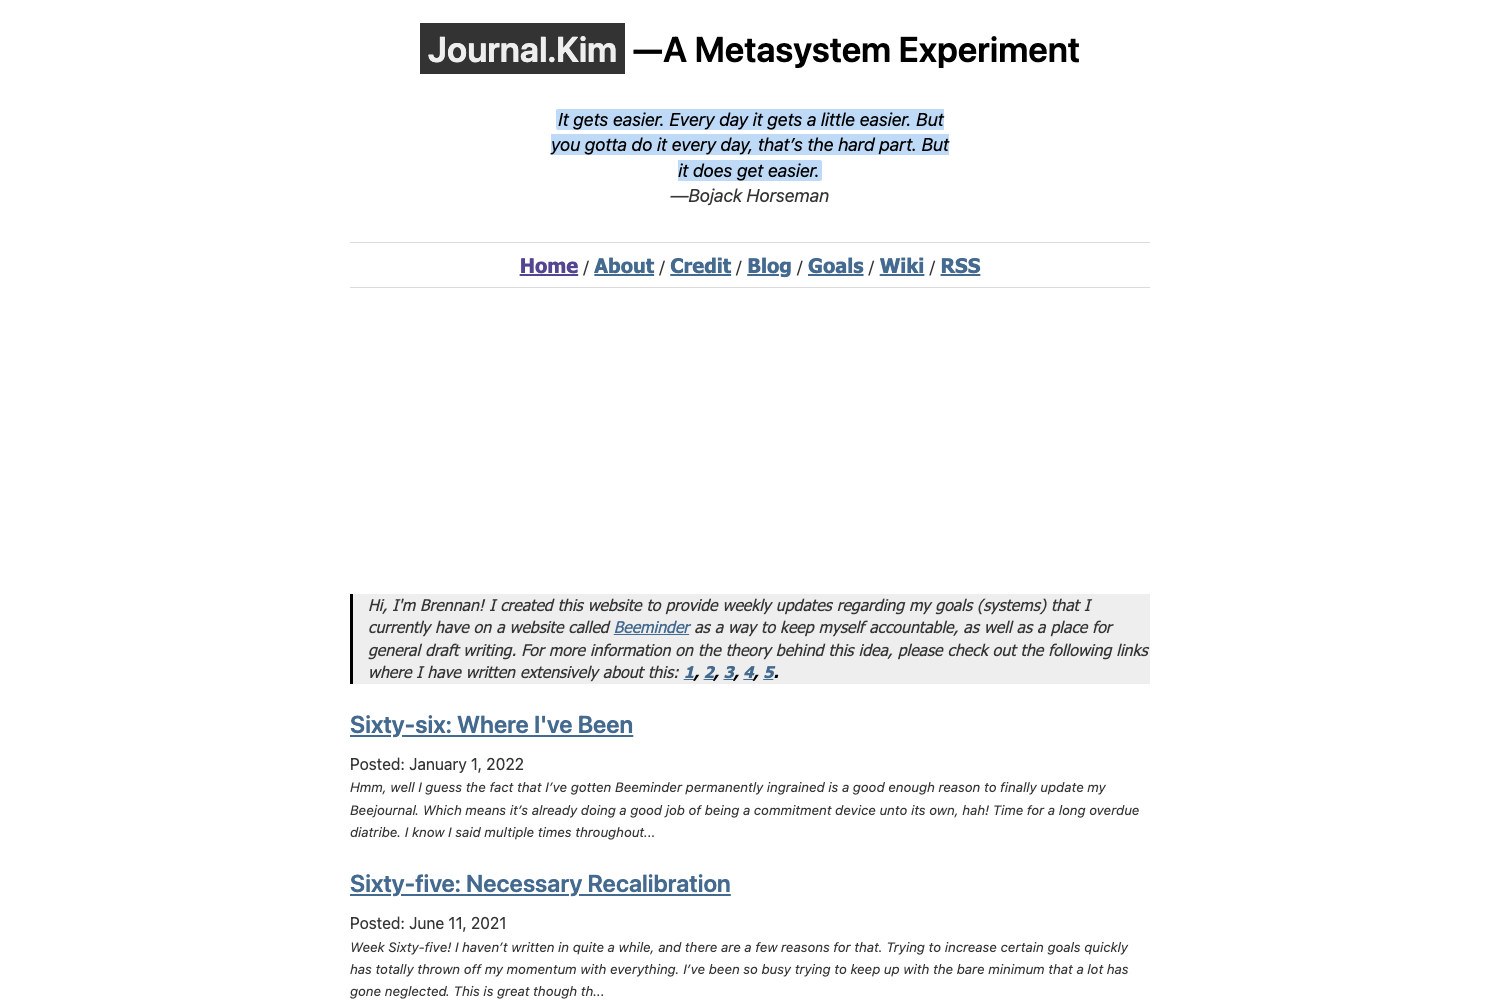 Journal.Kim —A Metasystem Experiment
It gets easier. Every day it gets a little easier. But
you gotta do it every day, that’s the hard part. But
it does get easier.
—Bojack Horseman
Home / About / Credit / Blog / Goals / Wiki / RSS
Hi, I'm Brennan! I created this website to provide weekly updates regarding my goals (systems) that I
currently have on a website called Beeminder as a way to keep myself accountable, as well as a place for
general draft writing. For more information on the theory behind this idea, please check out the following links
where I have written extensively about this: 1, 2, 3, 4, 5.
Sixty-six: Where I've Been
Posted: January 1, 2022
Hmm, well I guess the fact that I’ve gotten Beeminder permanently ingrained is a good enough reason to finally update my
Beejournal. Which means it’s already doing a good job of being a commitment device unto its own, hah! Time for a long overdue
diatribe. I know I said multiple times throughout...
Sixty-five: Necessary Recalibration
Posted: June 11, 2021
Week Sixty-five! I haven’t written in quite a while, and there are a few reasons for that. Trying to increase certain goals quickly
has totally thrown off my momentum with everything. I’ve been so busy trying to keep up with the bare minimum that a lot has
gone neglected. This is great though th...